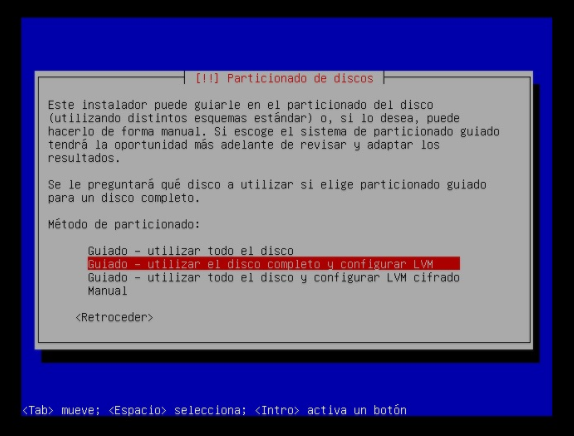 [!!] Particionado de discos
Este instalador puede guiarle en el particionado del disco
(utilizando distintos esquemas estándar) o, si lo desea, puede
hacerlo de forma manual. Si escoge el sistema de particionado guiado
tendrá la oportunidad más adelante de revisar y adaptar los
resultados.
Se le preguntará qué disco a utilizar si elige particionado guiado
para un disco completo.
Método de particionado:
Guiado - utilizar todo el disco
Guiado - utilizar el disco completo y configurar LVM
Guiado - utilizar todo el disco y configurar LVM cifrado
Manual
<Retroceder>
<Tab> mueve; <Espacio> selecciona; <Intro> activa un botón